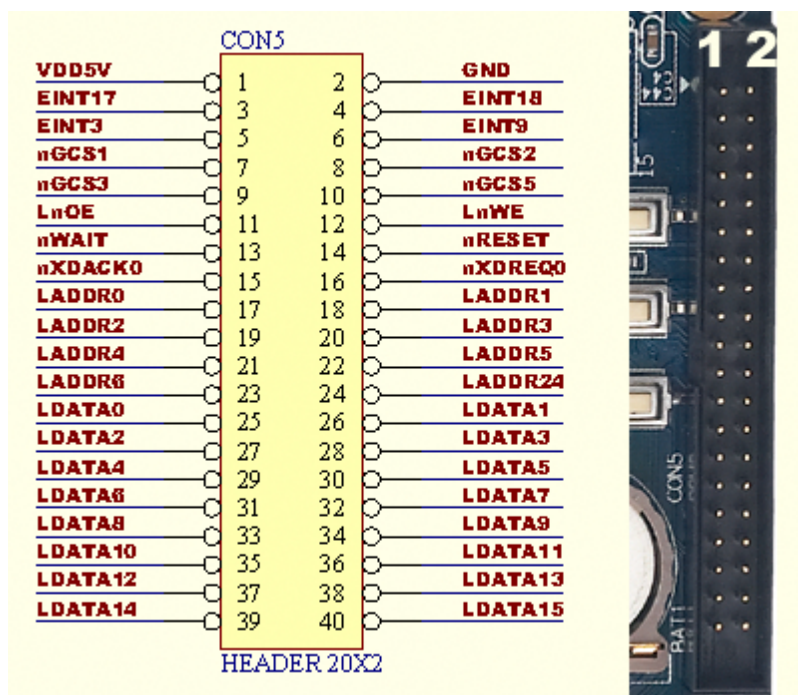 CON5
VDD5V 1 2 GND
EINT17 3 4 EINT18
EINT3 5 6 EINT9
nGCS1 7 8 nGCS2
nGCS3 9 10 nGCS5
LnOE 11 12 LnWE
nWAIT 13 14 nRESET
nXDACK0 15 16 nXDREQ0
LADDR0 17 18 LADDR1
LADDR2 19 20 LADDR3
LADDR4 21 22 LADDR5
LADDR6 23 24 LADDR24
LDATA0 25 26 LDATA1
LDATA2 27 28 LDATA3
LDATA4 29 30 LDATA5
LDATA6 31 32 LDATA7
LDATA8 33 34 LDATA9
LDATA10 35 36 LDATA11
LDATA12 37 38 LDATA13
LDATA14 39 40 LDATA15
HEADER 20X2
1 2
C44
CON5
BAT1